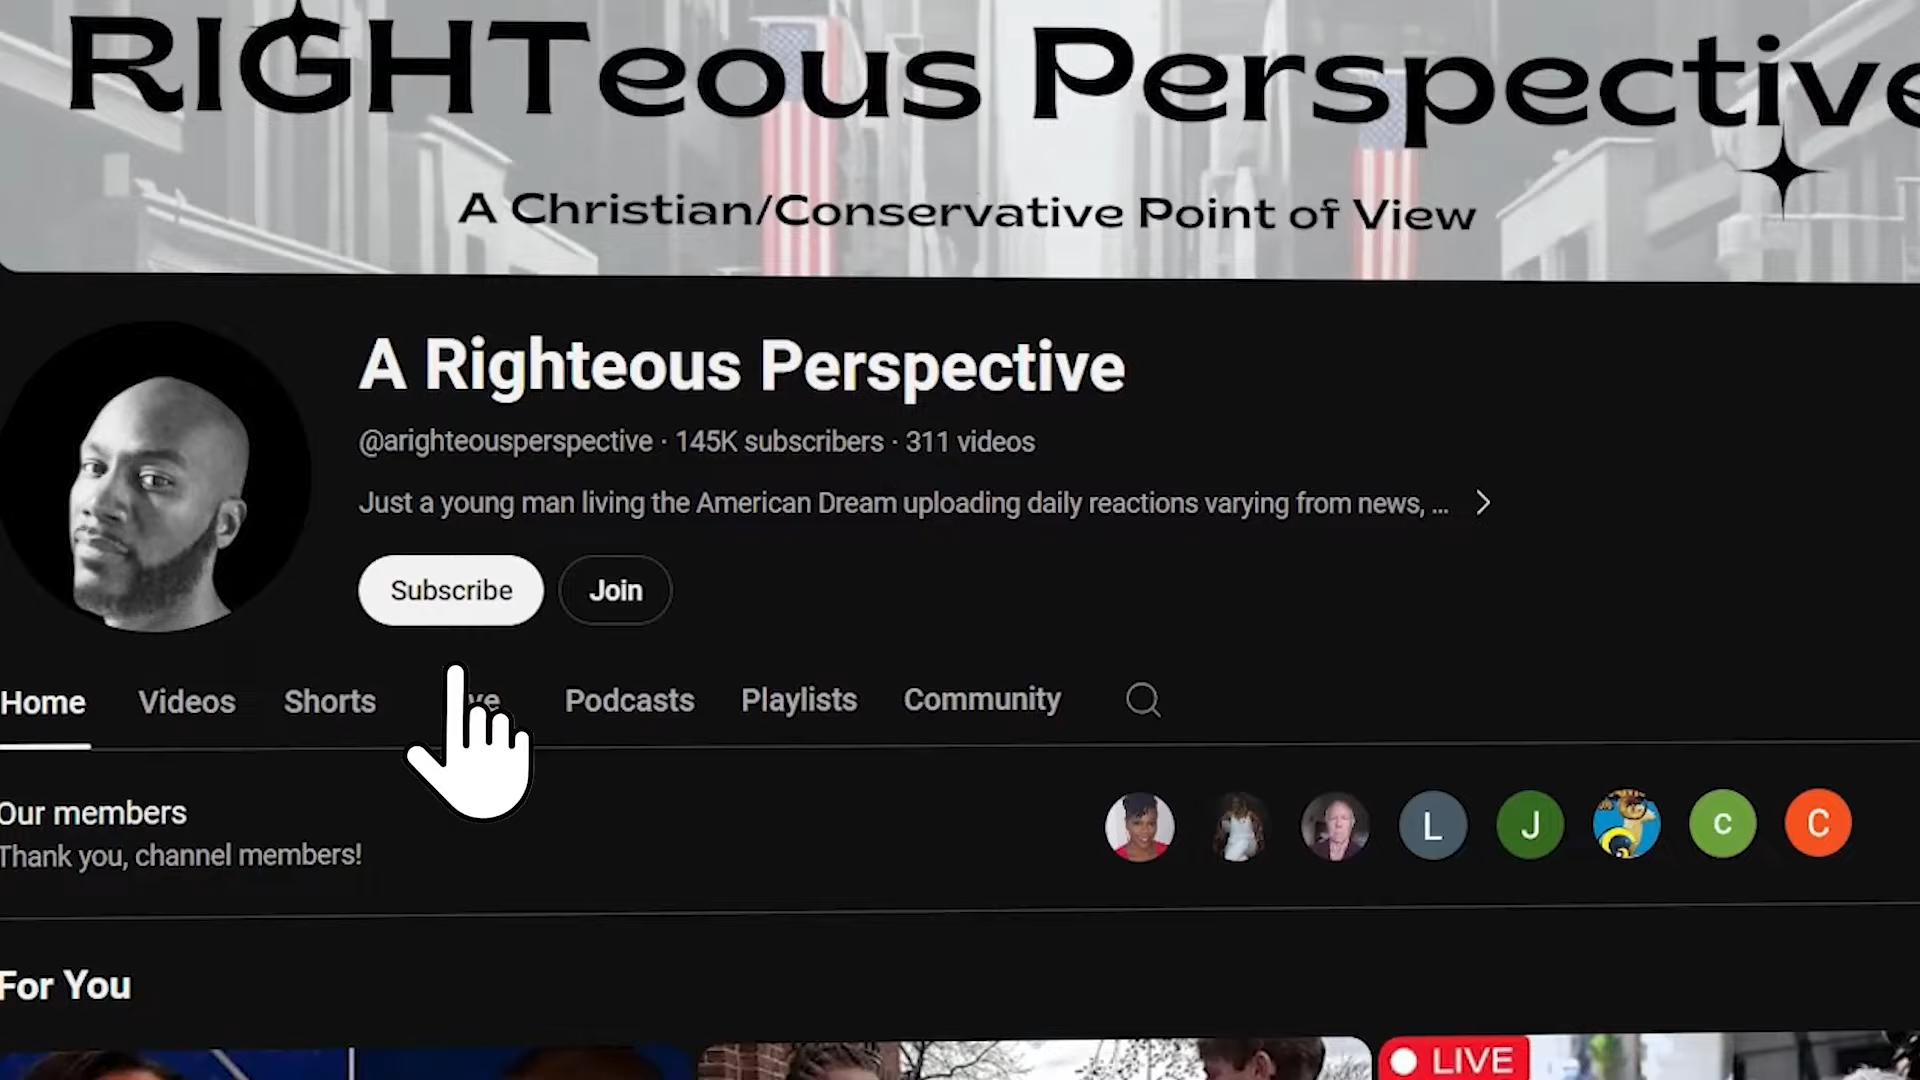 RIGHTeous Perspective
A Christian/Conservative Point of View
A Righteous Perspective
@arighteousperspective · 145K subscribers · 311 videos
Just a young man living the American Dream uploading daily reactions varying from news, ...
Subscribe Join
Home Videos Shorts Podcasts Playlists Community
Our members
Thank you, channel members!
L J c C
For You
LIVE